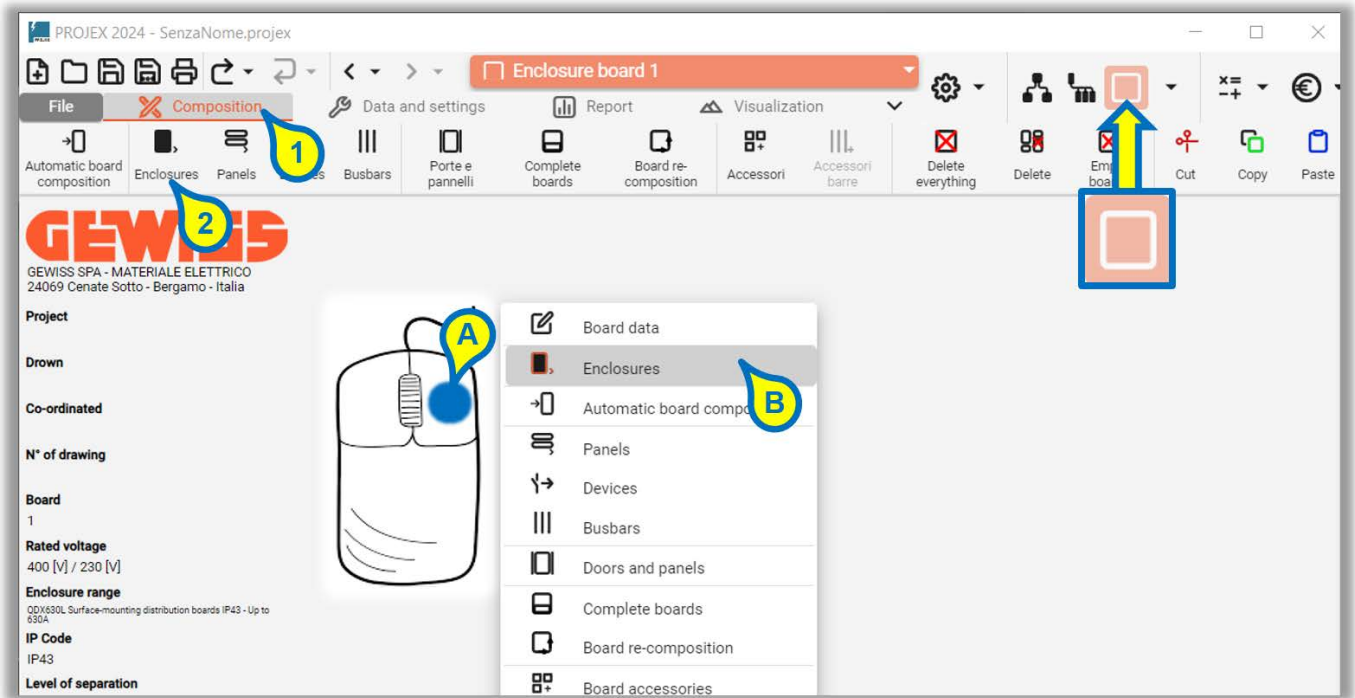 PROJEX 2024 - SenzaNome.projex
Enclosure board 1
File Composition Data and settings Report Visualization
1
Automatic board composition
Enclosures
Panels
Busbars
Porte e pannelli
Complete boards
Board re-composition
Accessori
Accessori barre
Delete everything
Delete
Cut
Copy
Paste
2
GEWISS
GEWISS SPA - MATERIALE ELETTRICO
24069 Cenate Sotto - Bergamo - Italia
Project
Drown
Co-ordinated
N° of drawing
Board
1
Rated voltage
400 [V] / 230 [V]
Enclosure range
QDX630L Surface-mounting distribution boards IP43 - Up to
630A
IP Code
IP43
Level of separation
A
Board data
Enclosures
B
Automatic board
Panels
Devices
Busbars
Doors and panels
Complete boards
Board re-composition
Board accessories